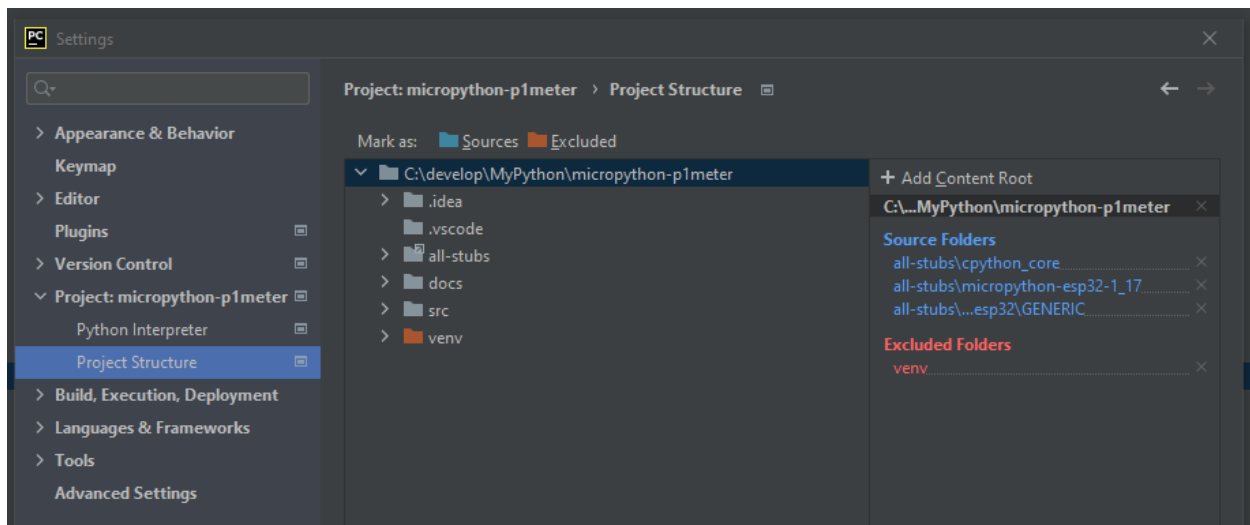 PC Settings
Project: micropython-p1meter › Project Structure
Appearance & Behavior
Keymap
Editor
Plugins
Version Control
Project: micropython-p1meter
Python Interpreter
Project Structure
Build, Execution, Deployment
Languages & Frameworks
Tools
Advanced Settings
Mark as: Sources Excluded
C:\develop\MyPython\micropython-p1meter
.idea
.vscode
all-stubs
docs
src
venv
+ Add Content Root
C:\...MyPython\micropython-p1meter
Source Folders
all-stubs\cpython_core
all-stubs\micropython-esp32-1_17
all-stubs\...esp32\GENERIC
Excluded Folders
venv